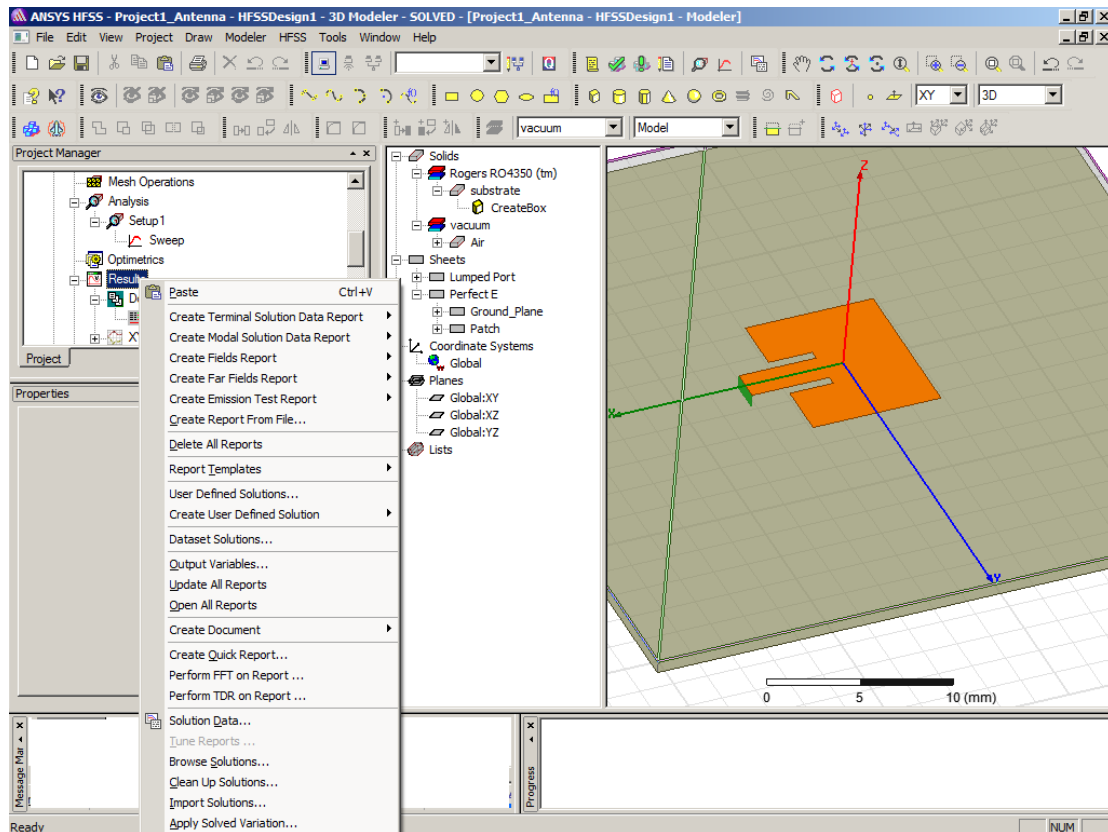 ANSYS HFSS - Project1_Antenna - HFSSDesign1 - 3D Modeler - SOLVED - [Project1_Antenna - HFSSDesign1 - Modeler]
File Edit View Project Draw Modeler HFSS Tools Window Help
XY 3D
vacuum Model
Project Manager
Mesh Operations
Analysis
Setup1
Sweep
Optimetrics
Results
XY
Project
Properties
Paste Ctrl+V
Create Terminal Solution Data Report
Create Modal Solution Data Report
Create Fields Report
Create Far Fields Report
Create Emission Test Report
Create Report From File...
Delete All Reports
Report Templates
User Defined Solutions...
Create User Defined Solution
Dataset Solutions...
Output Variables...
Update All Reports
Open All Reports
Create Document
Create Quick Report...
Perform FFT on Report ...
Perform TDR on Report ...
Solution Data...
Tune Reports ...
Browse Solutions...
Clean Up Solutions...
Import Solutions...
Apply Solved Variation...
Solids
Rogers RO4350 (tm)
substrate
CreateBox
vacuum
Air
Sheets
Lumped Port
Perfect E
Ground_Plane
Patch
Coordinate Systems
Global
Planes
Global:XY
Global:XZ
Global:YZ
Lists
Z
X
Y
0 5 10 (mm)
Message Mar
Progress
Ready
NUM